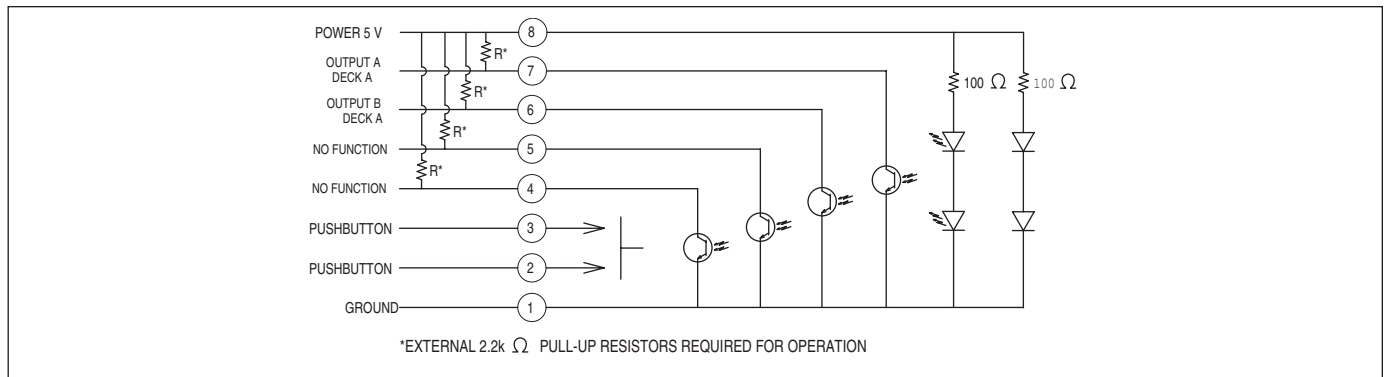 POWER 5 V 8
R*
OUTPUT A
DECK A 7
100 Ω 100 Ω
R*
OUTPUT B
DECK A 6
R*
NO FUNCTION 5
R*
NO FUNCTION 4
PUSHBUTTON 3
PUSHBUTTON 2
GROUND 1
*EXTERNAL 2.2k Ω PULL-UP RESISTORS REQUIRED FOR OPERATION